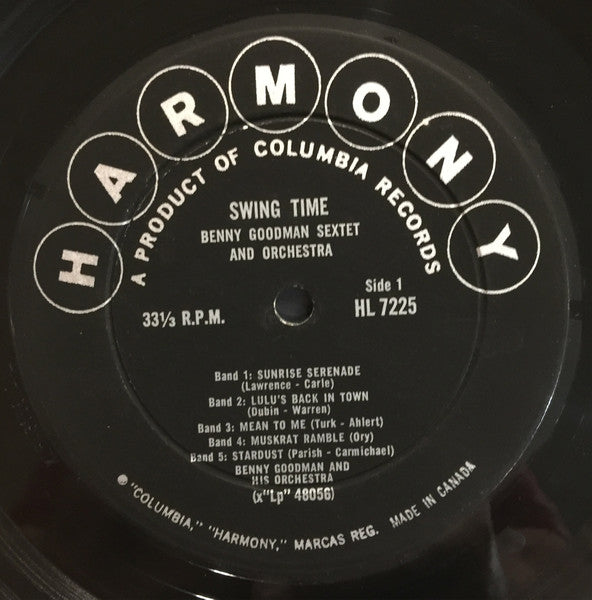 HARMONY
A PRODUCT OF COLUMBIA RECORDS
SWING TIME
BENNY GOODMAN SEXTET
AND ORCHESTRA
Side 1
33⅓ R.P.M.
HL 7225
Band 1: SUNRISE SERENADE
(Lawrence - Carle)
Band 2: LULU'S BACK IN TOWN
(Dubin - Warren)
Band 3: MEAN TO ME (Turk - Ahlert)
Band 4: MUSKRAT RAMBLE (Ory)
Band 5: STARDUST (Parish - Carmichael)
BENNY GOODMAN AND
HIS ORCHESTRA
(x"Lp" 48056)
® "COLUMBIA," "HARMONY," MARCAS REG. MADE IN CANADA